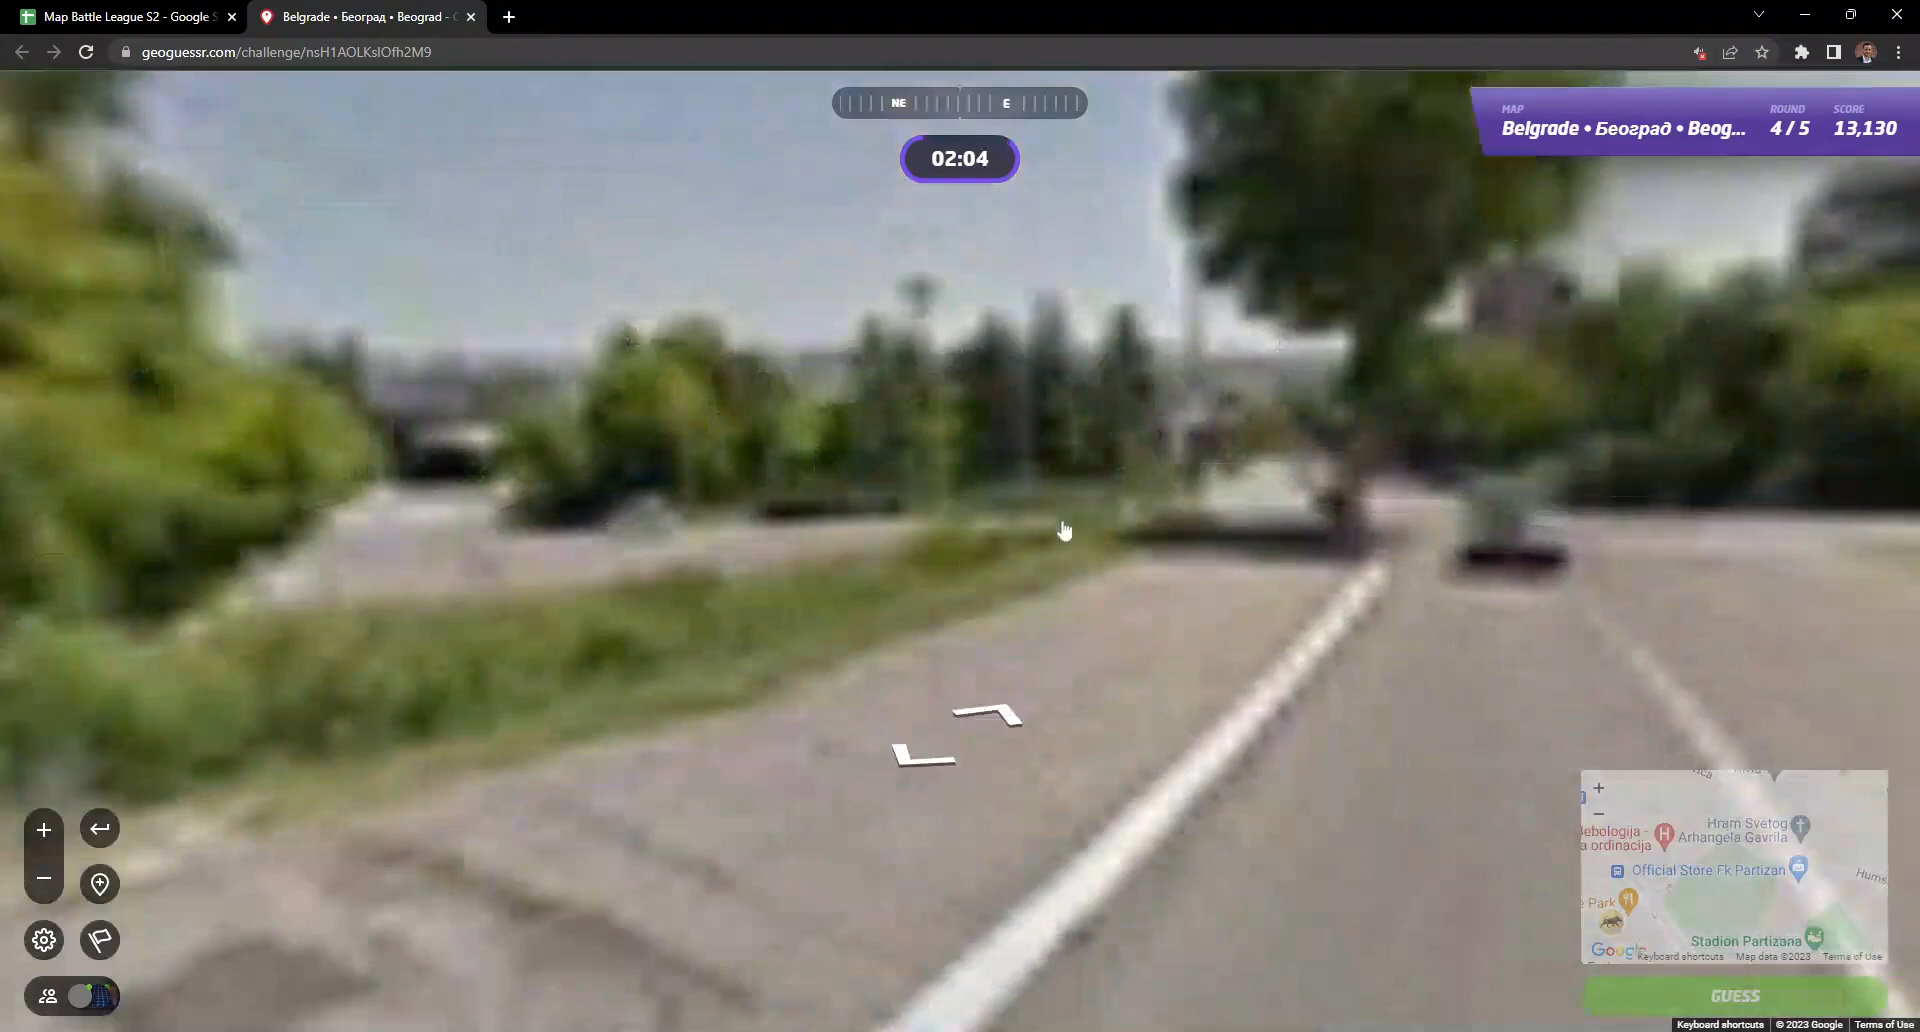 Map Battle League S2 - Google S
Belgrade • Београд • Beograd - G
geoguessr.com/challenge/nsH1AOLKslOfh2M9
NE
E
02:04
MAP
ROUND
SCORE
Belgrade • Београд • Beog...
4 / 5
13,130
Hram Svetog
Arhangela Gavrila
ordinacija
Official Store Fk Partizan
Park
Stadion Partizana
Google
Keyboard shortcuts
Map data ©2023
Terms of Use
GUESS
Keyboard shortcuts
© 2023 Google
Terms of Use